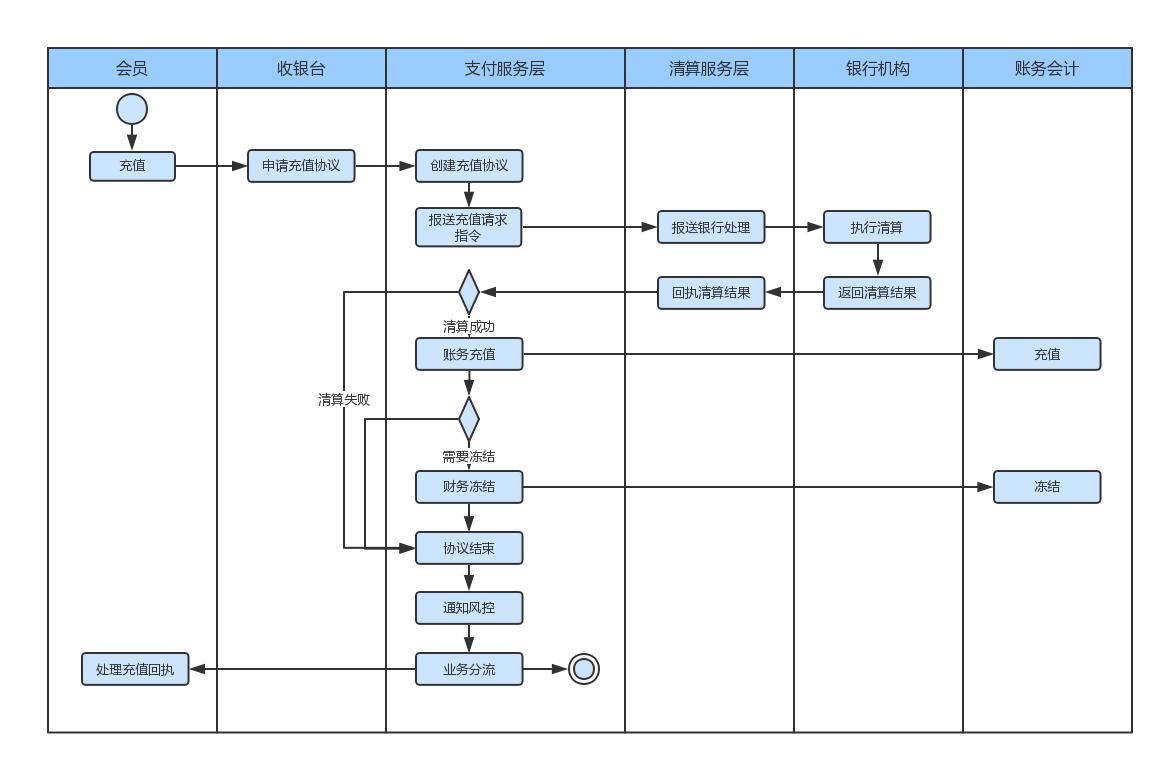 会员
收银台
支付服务层
清算服务层
银行机构
账务会计
充值
申请充值协议
创建充值协议
报送充值请求
指令
报送银行处理
执行清算
回执清算结果
返回清算结果
清算成功
账务充值
充值
清算失败
需要冻结
财务冻结
冻结
协议结束
通知风控
处理充值回执
业务分流